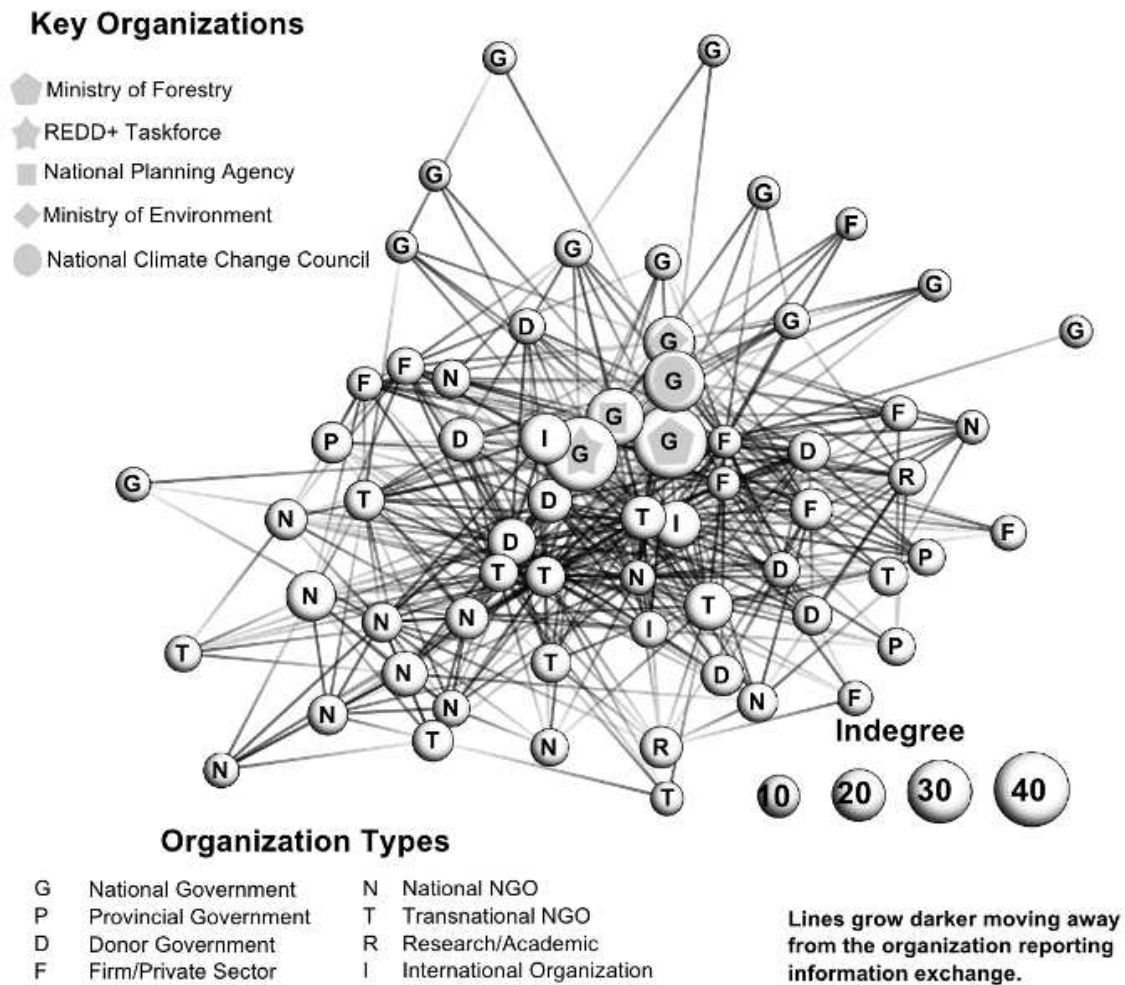 Key Organizations
Ministry of Forestry
REDD+ Taskforce
National Planning Agency
Ministry of Environment
National Climate Change Council
G G
G
G F
G
G G
G
D G G
G
F N G
F
G F N
P D I G G F D
R
G T D F F
N T I F
D P
T T N D T
N
N N T D
I
T P
N T D
N N F
N T N R
N T
Indegree
10 20 30 40
Organization Types
G National Government
P Provincial Government
D Donor Government
F Firm/Private Sector
N National NGO
T Transnational NGO
R Research/Academic
I International Organization
Lines grow darker moving away
from the organization reporting
information exchange.